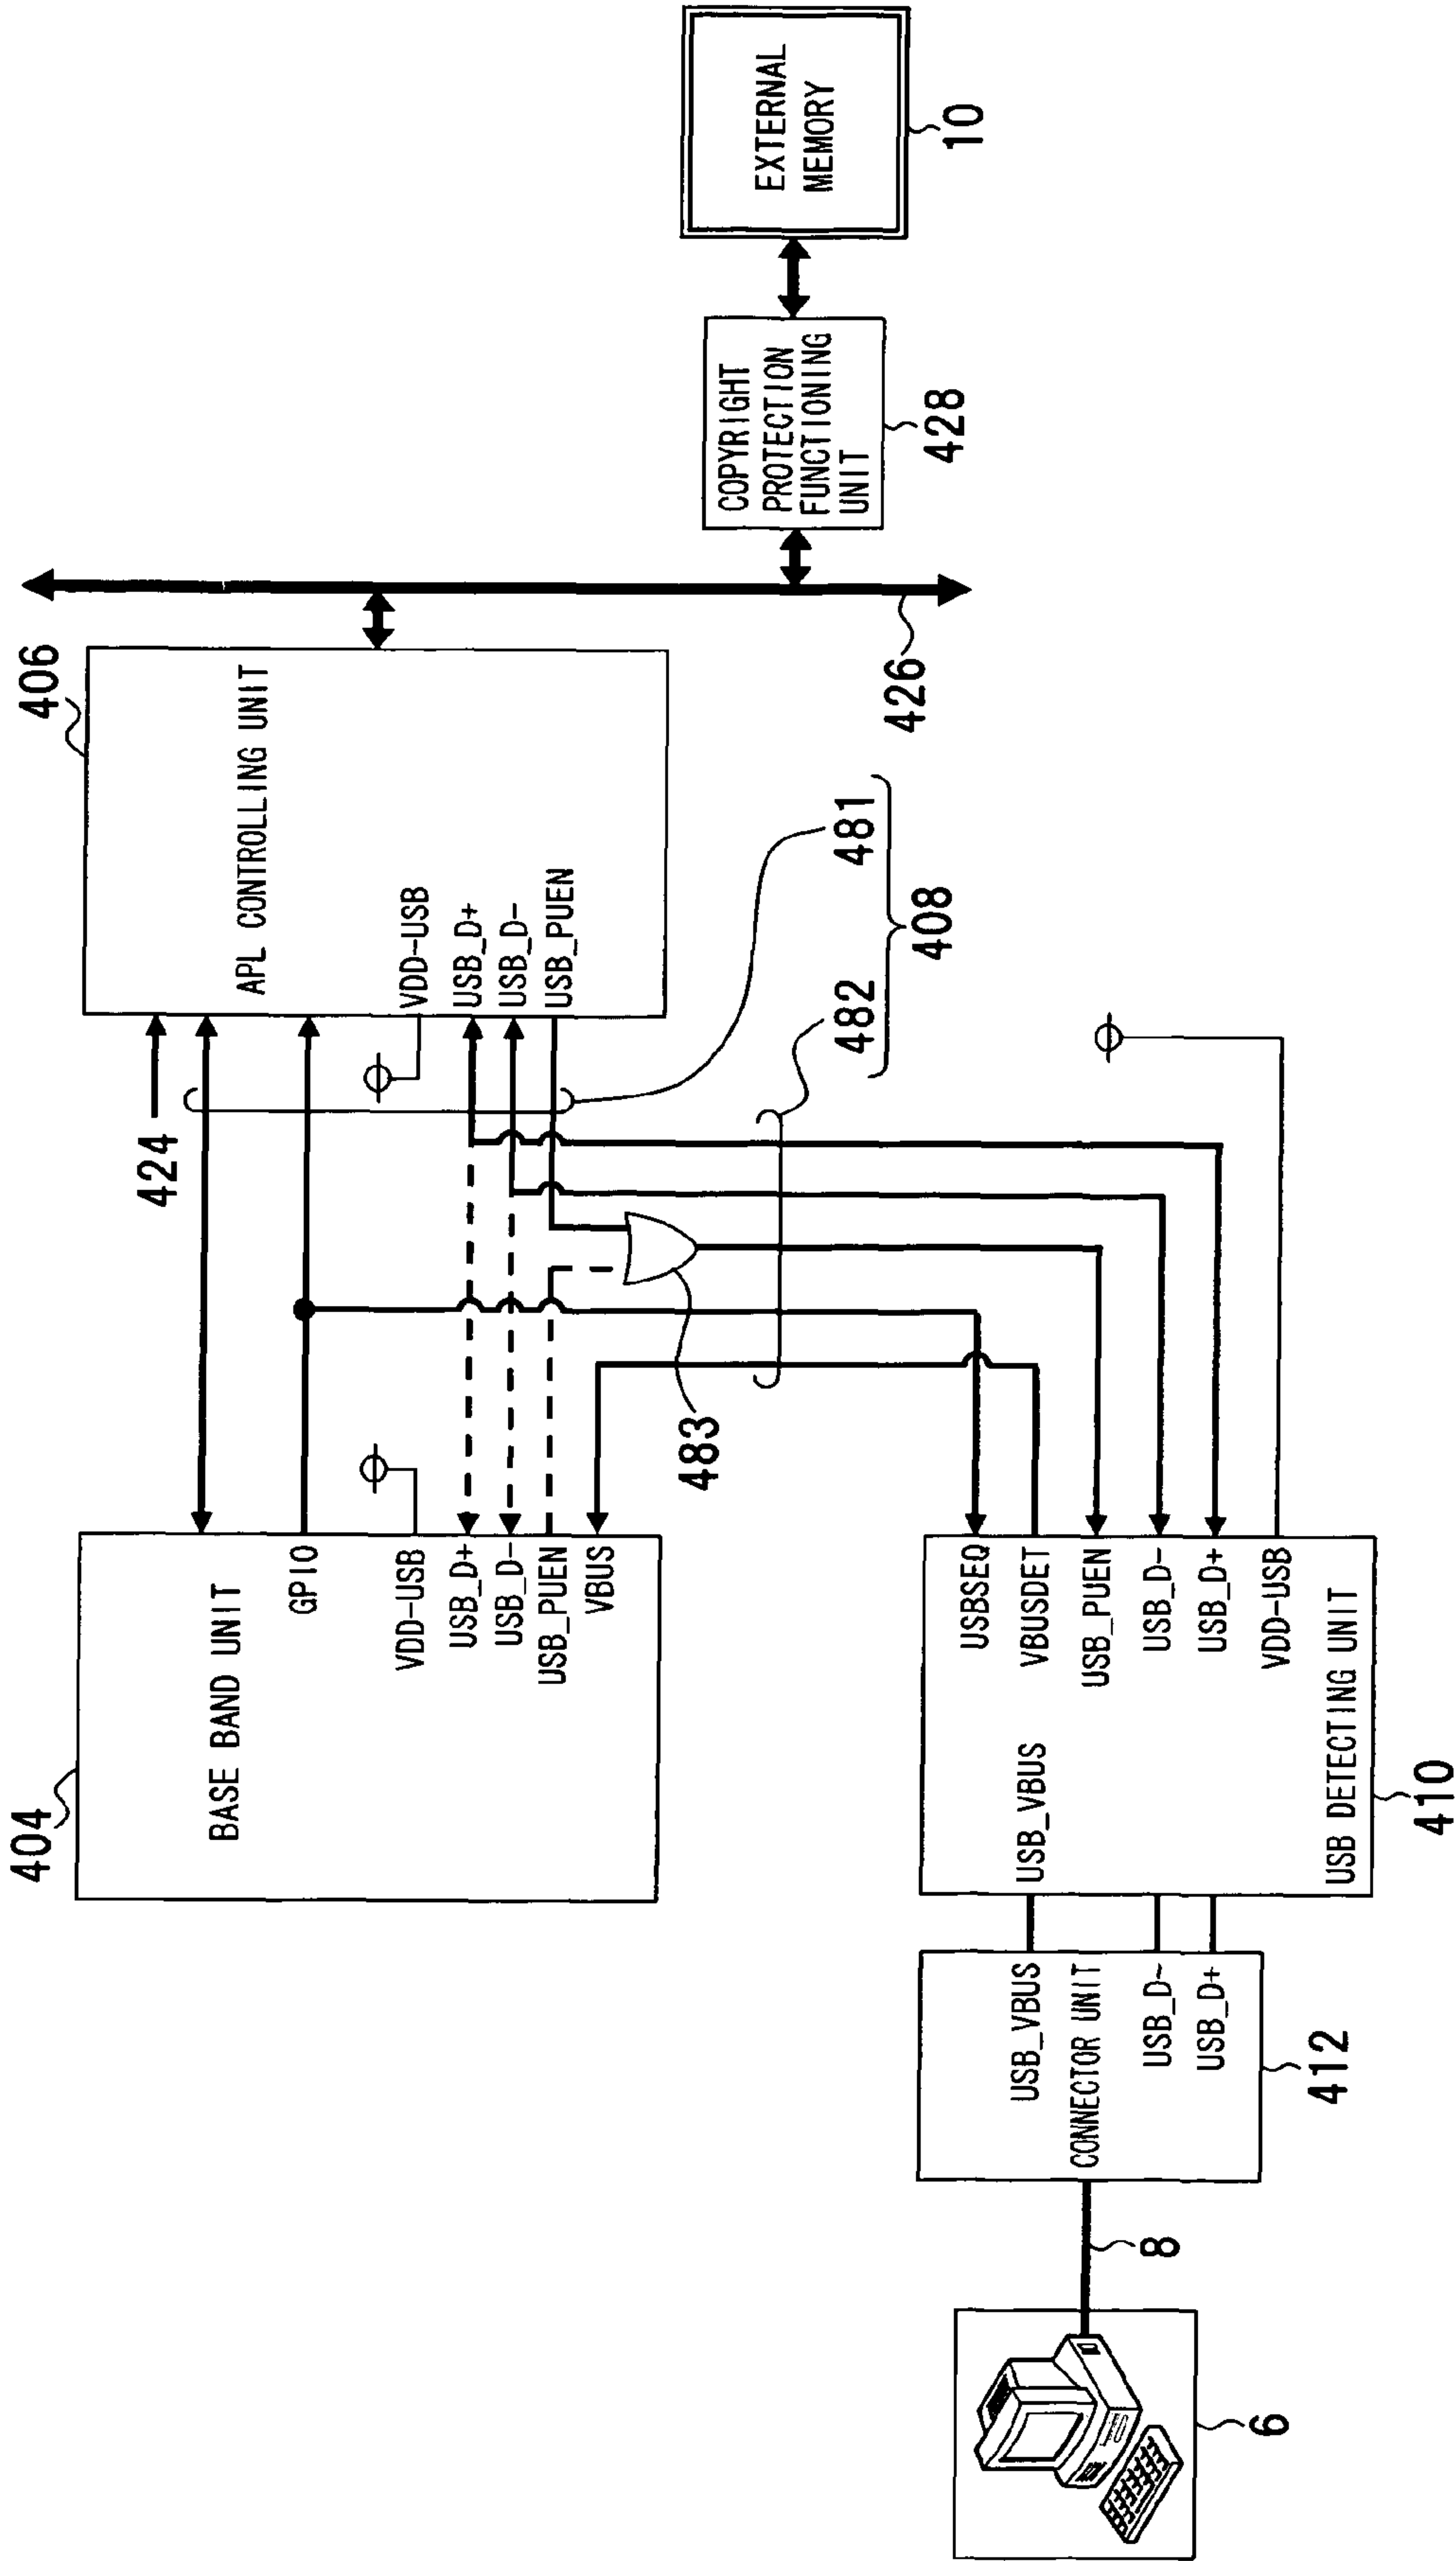 404
BASE BAND UNIT
GPIO
VDD-USB
USB_D+
USB_D-
USB_PUEN
VBUS
424
406
APL CONTROLLING UNIT
VDD-USB
USB_D+
USB_D-
USB_PUEN
426
COPYRIGHT
PROTECTION
FUNCTIONING
UNIT
428
EXTERNAL
MEMORY
10
483
482
481
408
6
8
USB_VBUS
CONNECTOR UNIT
USB_D-
USB_D+
412
USB_VBUS
USBSEQ
VBUSDET
USB_PUEN
USB_D-
USB_D+
VDD-USB
USB DETECTING UNIT
410